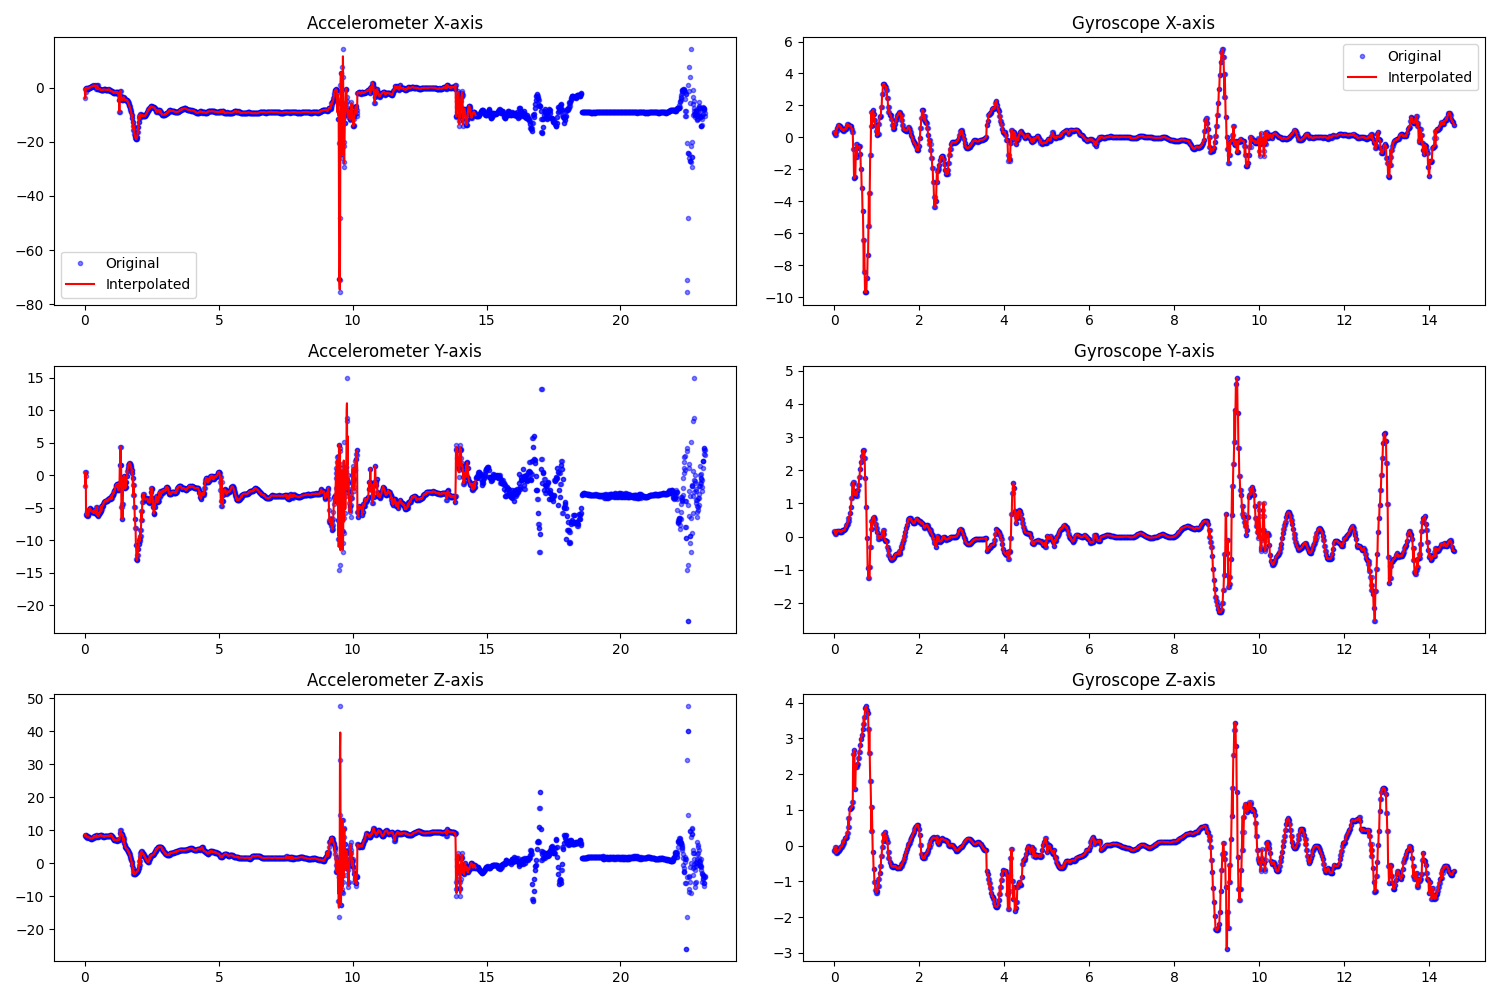 Accelerometer X-axis
0
−20
−40
−60
−80
Original
Interpolated
0 5 10 15 20
Gyroscope X-axis
6
4
2
0
−2
−4
−6
−8
−10
Original
Interpolated
0 2 4 6 8 10 12 14
Accelerometer Y-axis
15
10
5
0
−5
−10
−15
−20
0 5 10 15 20
Gyroscope Y-axis
5
4
3
2
1
0
−1
−2
0 2 4 6 8 10 12 14
Accelerometer Z-axis
50
40
30
20
10
0
−10
−20
0 5 10 15 20
Gyroscope Z-axis
4
3
2
1
0
−1
−2
−3
0 2 4 6 8 10 12 14